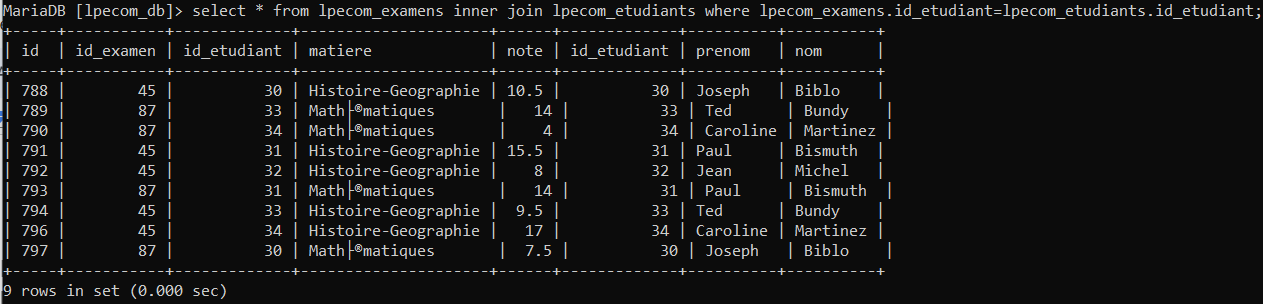 MariaDB [lpecom_db]> select * from lpecom_examens inner join lpecom_etudiants where lpecom_examens.id_etudiant=lpecom_etudiants.id_etudiant;
+-----+-----------+-------------+---------------------+------+-------------+----------+----------+
| id  | id_examen | id_etudiant | matiere             | note | id_etudiant | prenom   | nom      |
+-----+-----------+-------------+---------------------+------+-------------+----------+----------+
| 788 |        45 |          30 | Histoire-Geographie | 10.5 |          30 | Joseph   | Biblo    |
| 789 |        87 |          33 | Math├®matiques       |   14 |          33 | Ted      | Bundy    |
| 790 |        87 |          34 | Math├®matiques       |    4 |          34 | Caroline | Martinez |
| 791 |        45 |          31 | Histoire-Geographie | 15.5 |          31 | Paul     | Bismuth  |
| 792 |        45 |          32 | Histoire-Geographie |    8 |          32 | Jean     | Michel   |
| 793 |        87 |          31 | Math├®matiques       |   14 |          31 | Paul     | Bismuth  |
| 794 |        45 |          33 | Histoire-Geographie |  9.5 |          33 | Ted      | Bundy    |
| 796 |        45 |          34 | Histoire-Geographie |   17 |          34 | Caroline | Martinez |
| 797 |        87 |          30 | Math├®matiques       |  7.5 |          30 | Joseph   | Biblo    |
+-----+-----------+-------------+---------------------+------+-------------+----------+----------+
9 rows in set (0.000 sec)